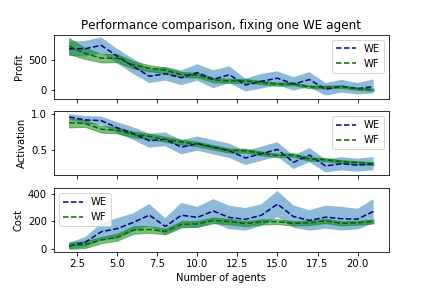 Performance comparison, fixing one WE agent
Profit
500
0
WE
WF
Activation
1.0
0.5
WE
WF
Cost
400
200
0
WE
WF
2.5 5.0 7.5 10.0 12.5 15.0 17.5 20.0
Number of agents